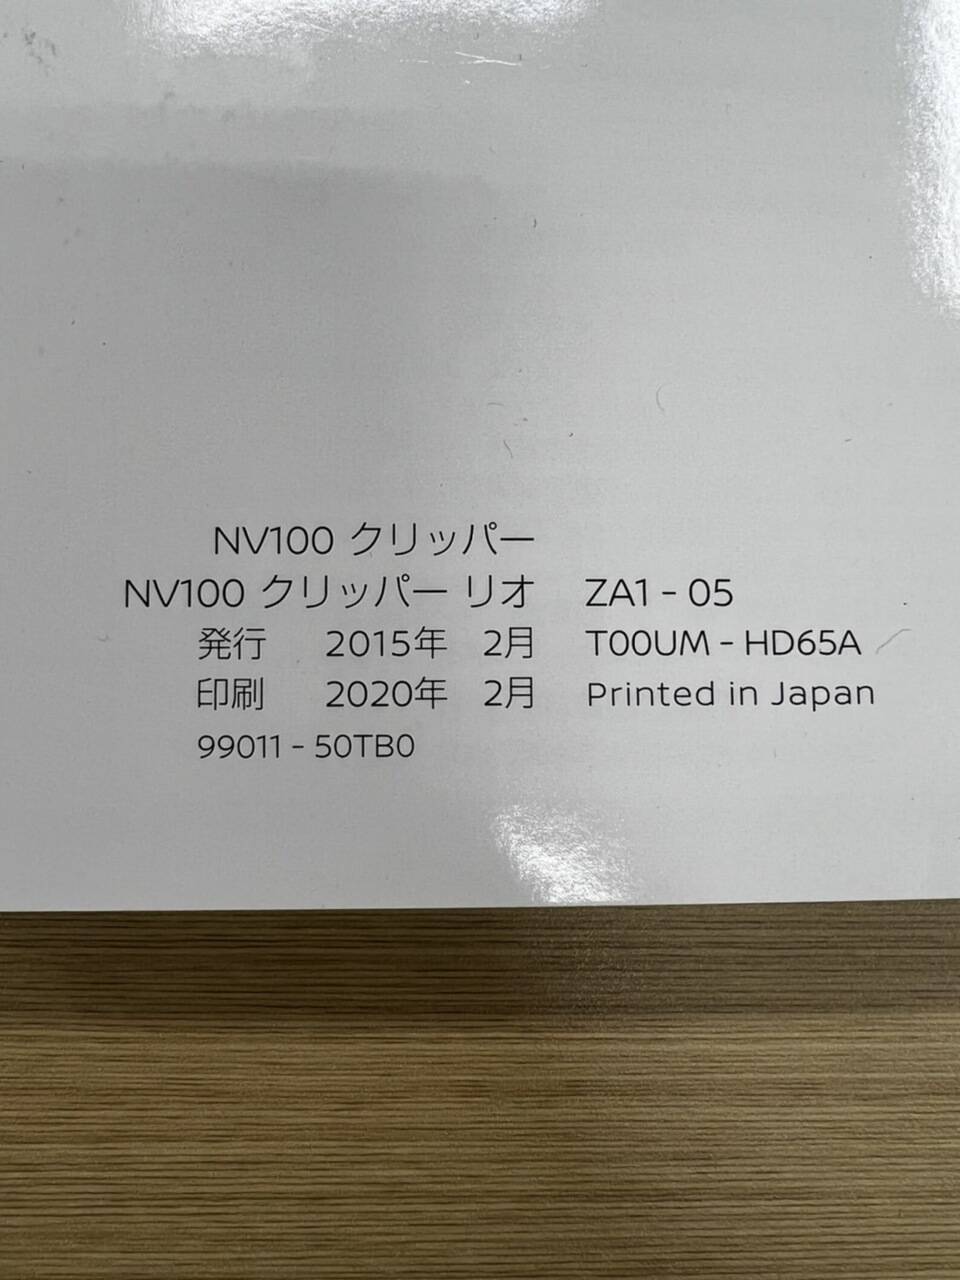 NV100 クリッパー
NV100 クリッパー リオ ZA1-05
発行 2015年 2月 T00UM-HD65A
印刷 2020年 2月 Printed in Japan
99011-50TB0